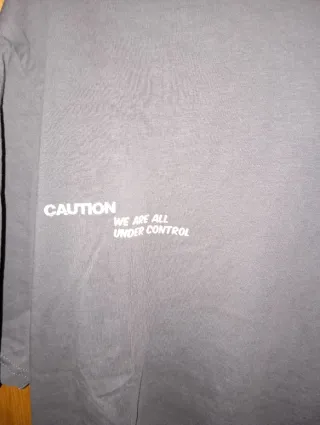 CAUTION
WE ARE ALL
UNDER CONTROL